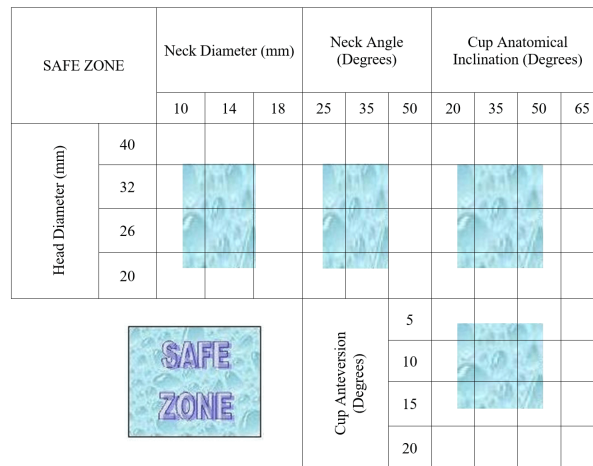 SAFE ZONE
Neck Diameter (mm)
Neck Angle
(Degrees)
Cup Anatomical
Inclination (Degrees)
10 14 18 25 35 50 20 35 50 65
Head Diameter (mm)
40
32
26
20
SAFE
ZONE
Cup Anteversion
(Degrees)
5
10
15
20